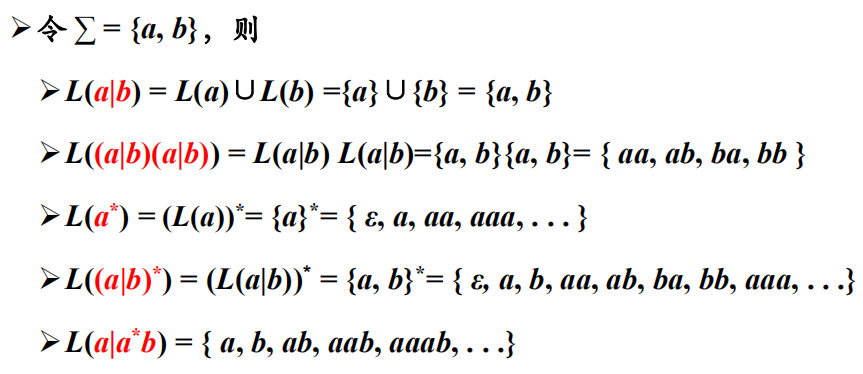 ➢令∑ = {a, b}，则
➢L(a|b) = L(a)∪L(b) ={a}∪{b} = {a, b}
➢L((a|b)(a|b)) = L(a|b) L(a|b)={a, b}{a, b}= { aa, ab, ba, bb }
➢L(a*) = (L(a))*= {a}*= { ε, a, aa, aaa, . . . }
➢L((a|b)*) = (L(a|b))* = {a, b}*= { ε, a, b, aa, ab, ba, bb, aaa, . . .}
➢L(a|a*b) = { a, b, ab, aab, aaab, . . .}